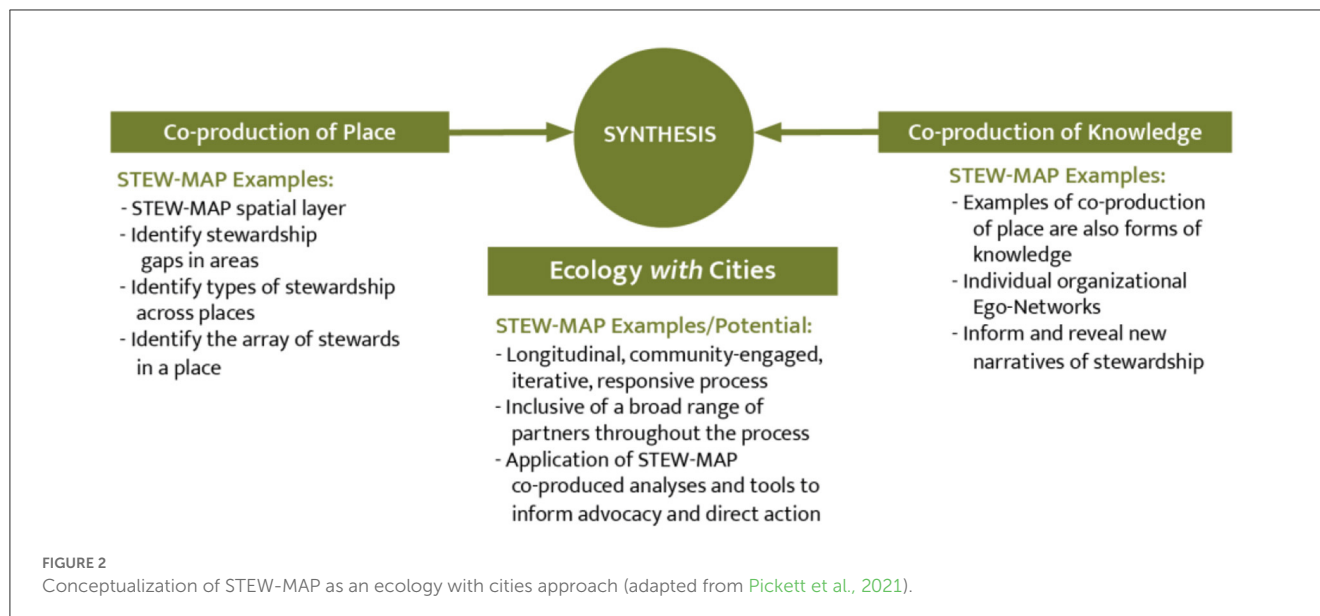 SYNTHESIS
Co-production of Place
STEW-MAP Examples:
- STEW-MAP spatial layer
- Identify stewardship
gaps in areas
- Identify types of stewardship
across places
- Identify the array of stewards
in a place
Ecology with Cities
STEW-MAP Examples/Potential:
- Longitudinal, community-engaged,
iterative, responsive process
- Inclusive of a broad range of
partners throughout the process
- Application of STEW-MAP
co-produced analyses and tools to
inform advocacy and direct action
Co-production of Knowledge
STEW-MAP Examples:
- Examples of co-production
of place are also forms of
knowledge
- Individual organizational
Ego-Networks
- Inform and reveal new
narratives of stewardship
FIGURE 2
Conceptualization of STEW-MAP as an ecology with cities approach (adapted from Pickett et al., 2021).